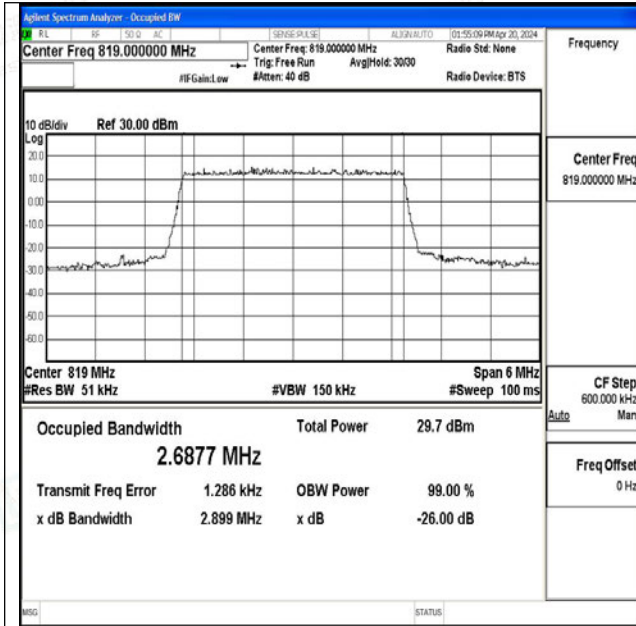 Agilent Spectrum Analyzer - Occupied BW
RL RF 50 Ω AC SENSE:PULSE ALIGNAUTO 01:55:09 PM Apr 20, 2024
Center Freq 819.000000 MHz Center Freq: 819.000000 MHz Radio Std: None Frequency
Trig: Free Run Avg|Hold: 30/30
#IFGain:Low #Atten: 40 dB Radio Device: BTS
10 dB/div Ref 30.00 dBm
Log
20.0
10.0
0.00
-10.0
-20.0
-30.0
-40.0
-50.0
-60.0
Center Freq
819.000000 MHz
Center 819 MHz Span 6 MHz
#Res BW 51 kHz #VBW 150 kHz #Sweep 100 ms
CF Step
600.000 kHz
Auto Man
Occupied Bandwidth Total Power 29.7 dBm
2.6877 MHz
Transmit Freq Error 1.286 kHz OBW Power 99.00 %
x dB Bandwidth 2.899 MHz x dB -26.00 dB
Freq Offset
0 Hz
MSG STATUS